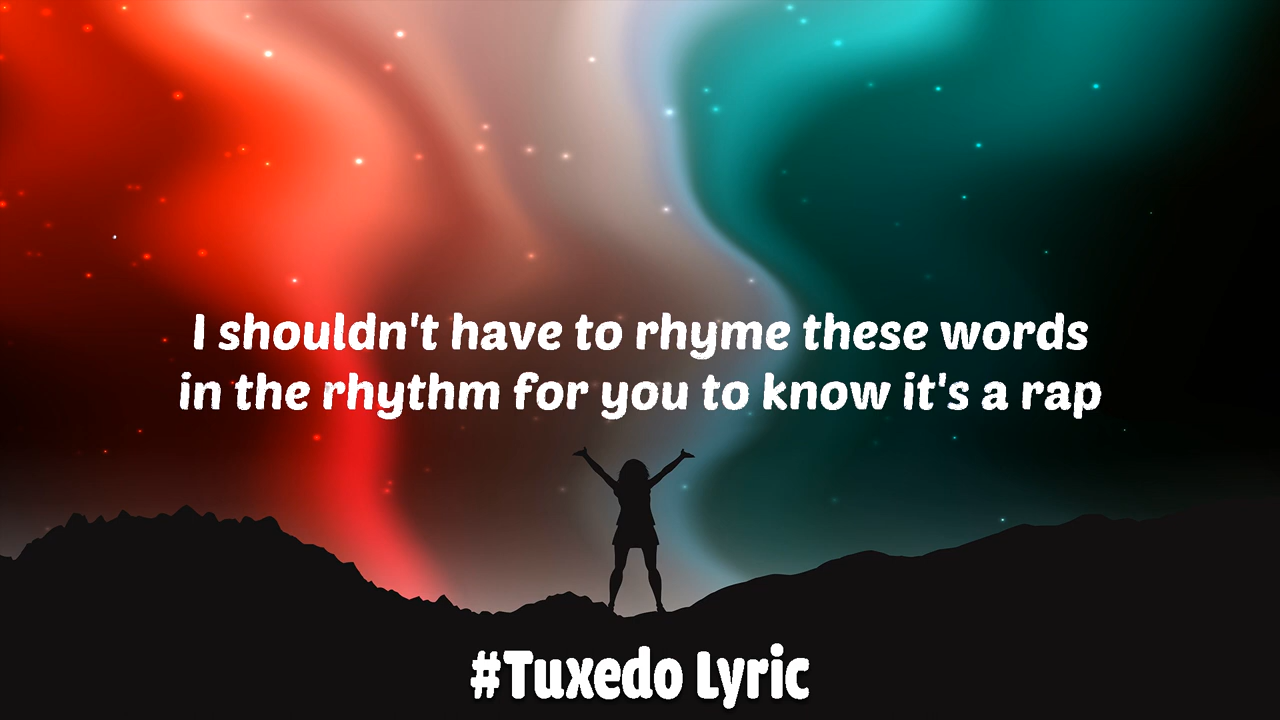 I shouldn't have to rhyme these words
in the rhythm for you to know it's a rap
#Tuxedo Lyric